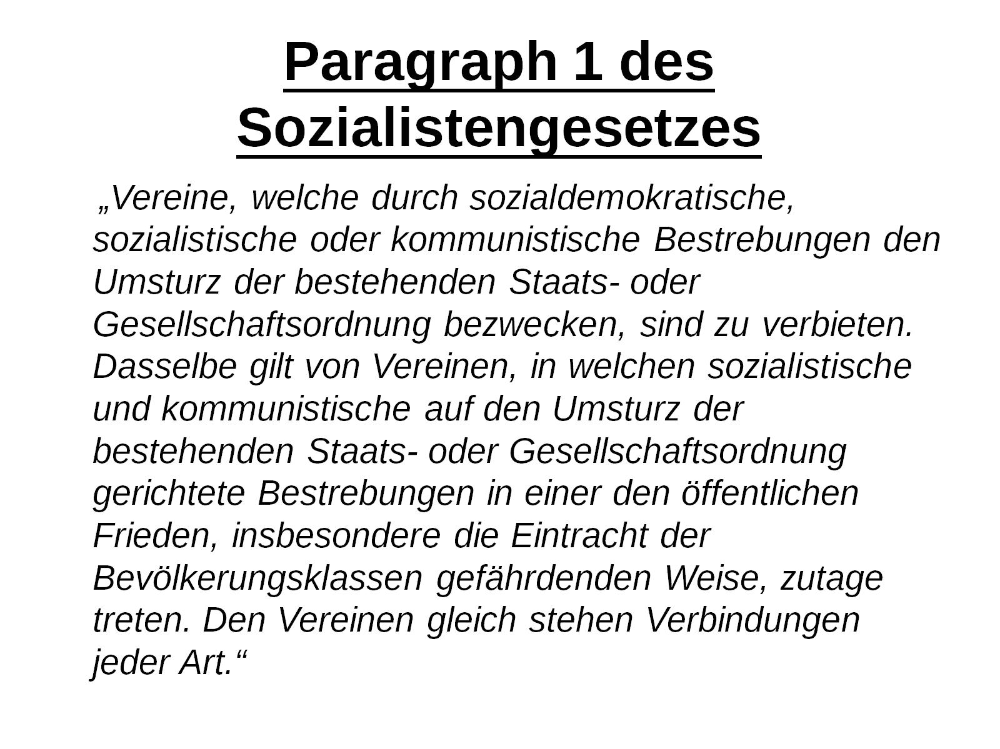 Paragraph 1 des
Sozialistengesetzes
„Vereine, welche durch sozialdemokratische,
sozialistische oder kommunistische Bestrebungen den
Umsturz der bestehenden Staats- oder
Gesellschaftsordnung bezwecken, sind zu verbieten.
Dasselbe gilt von Vereinen, in welchen sozialistische
und kommunistische auf den Umsturz der
bestehenden Staats- oder Gesellschaftsordnung
gerichtete Bestrebungen in einer den öffentlichen
Frieden, insbesondere die Eintracht der
Bevölkerungsklassen gefährdenden Weise, zutage
treten. Den Vereinen gleich stehen Verbindungen
jeder Art.“